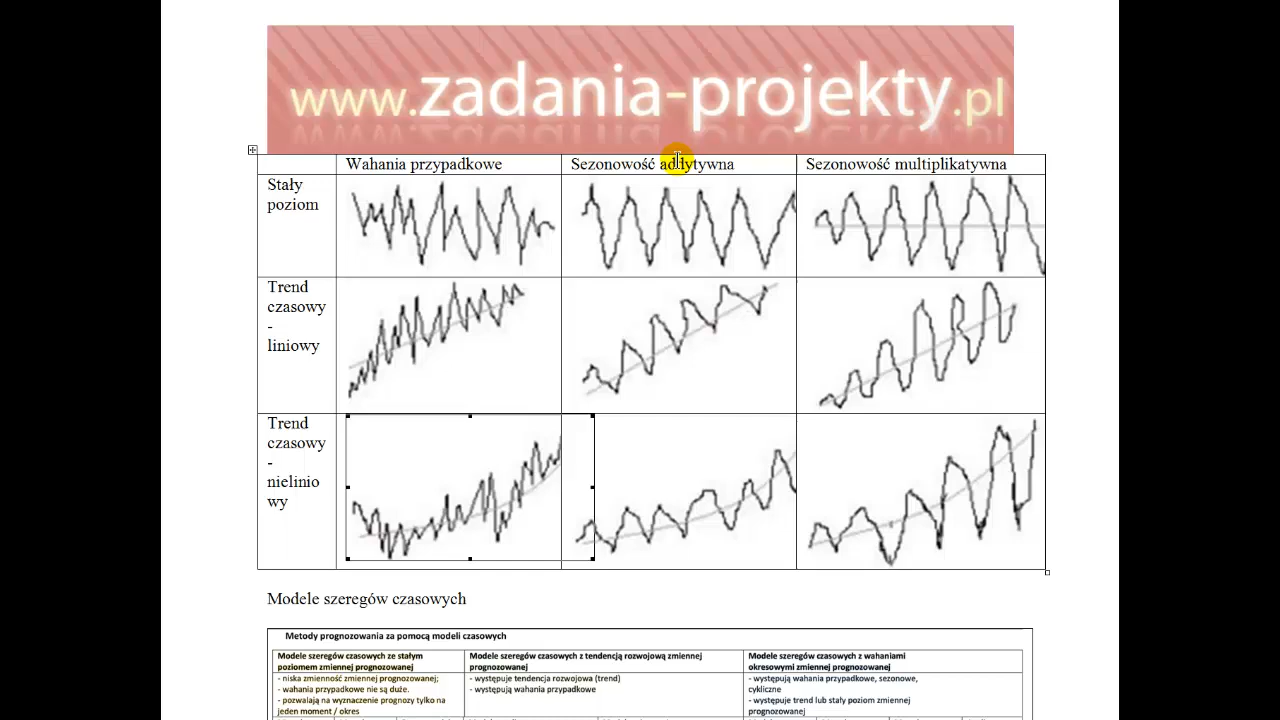 www.zadania-projekty.pl
Wahania przypadkowe
Sezonowość addytywna
Sezonowość multiplikatywna
Stały
poziom
Trend
czasowy
-
liniowy
Trend
czasowy
-
nielinio
wy
Modele szeregów czasowych
Metody prognozowania za pomocą modeli czasowych
Modele szeregów czasowych ze stałym
poziomem zmiennej prognozowanej
Modele szeregów czasowych z tendencją rozwojową zmiennej
prognozowanej
Modele szeregów czasowych z wahaniami
okresowymi zmiennej prognozowanej
- niska zmienność zmiennej prognozowanej;
- wahania przypadkowe nie są duże.
- pozwalają na wyznaczenie prognozy tylko na
jeden moment / okres
- występuje tendencja rozwojowa (trend)
- występują wahania przypadkowe
- występują wahania przypadkowe, sezonowe,
cykliczne
- występuje trend lub stały poziom zmiennej
prognozowanej